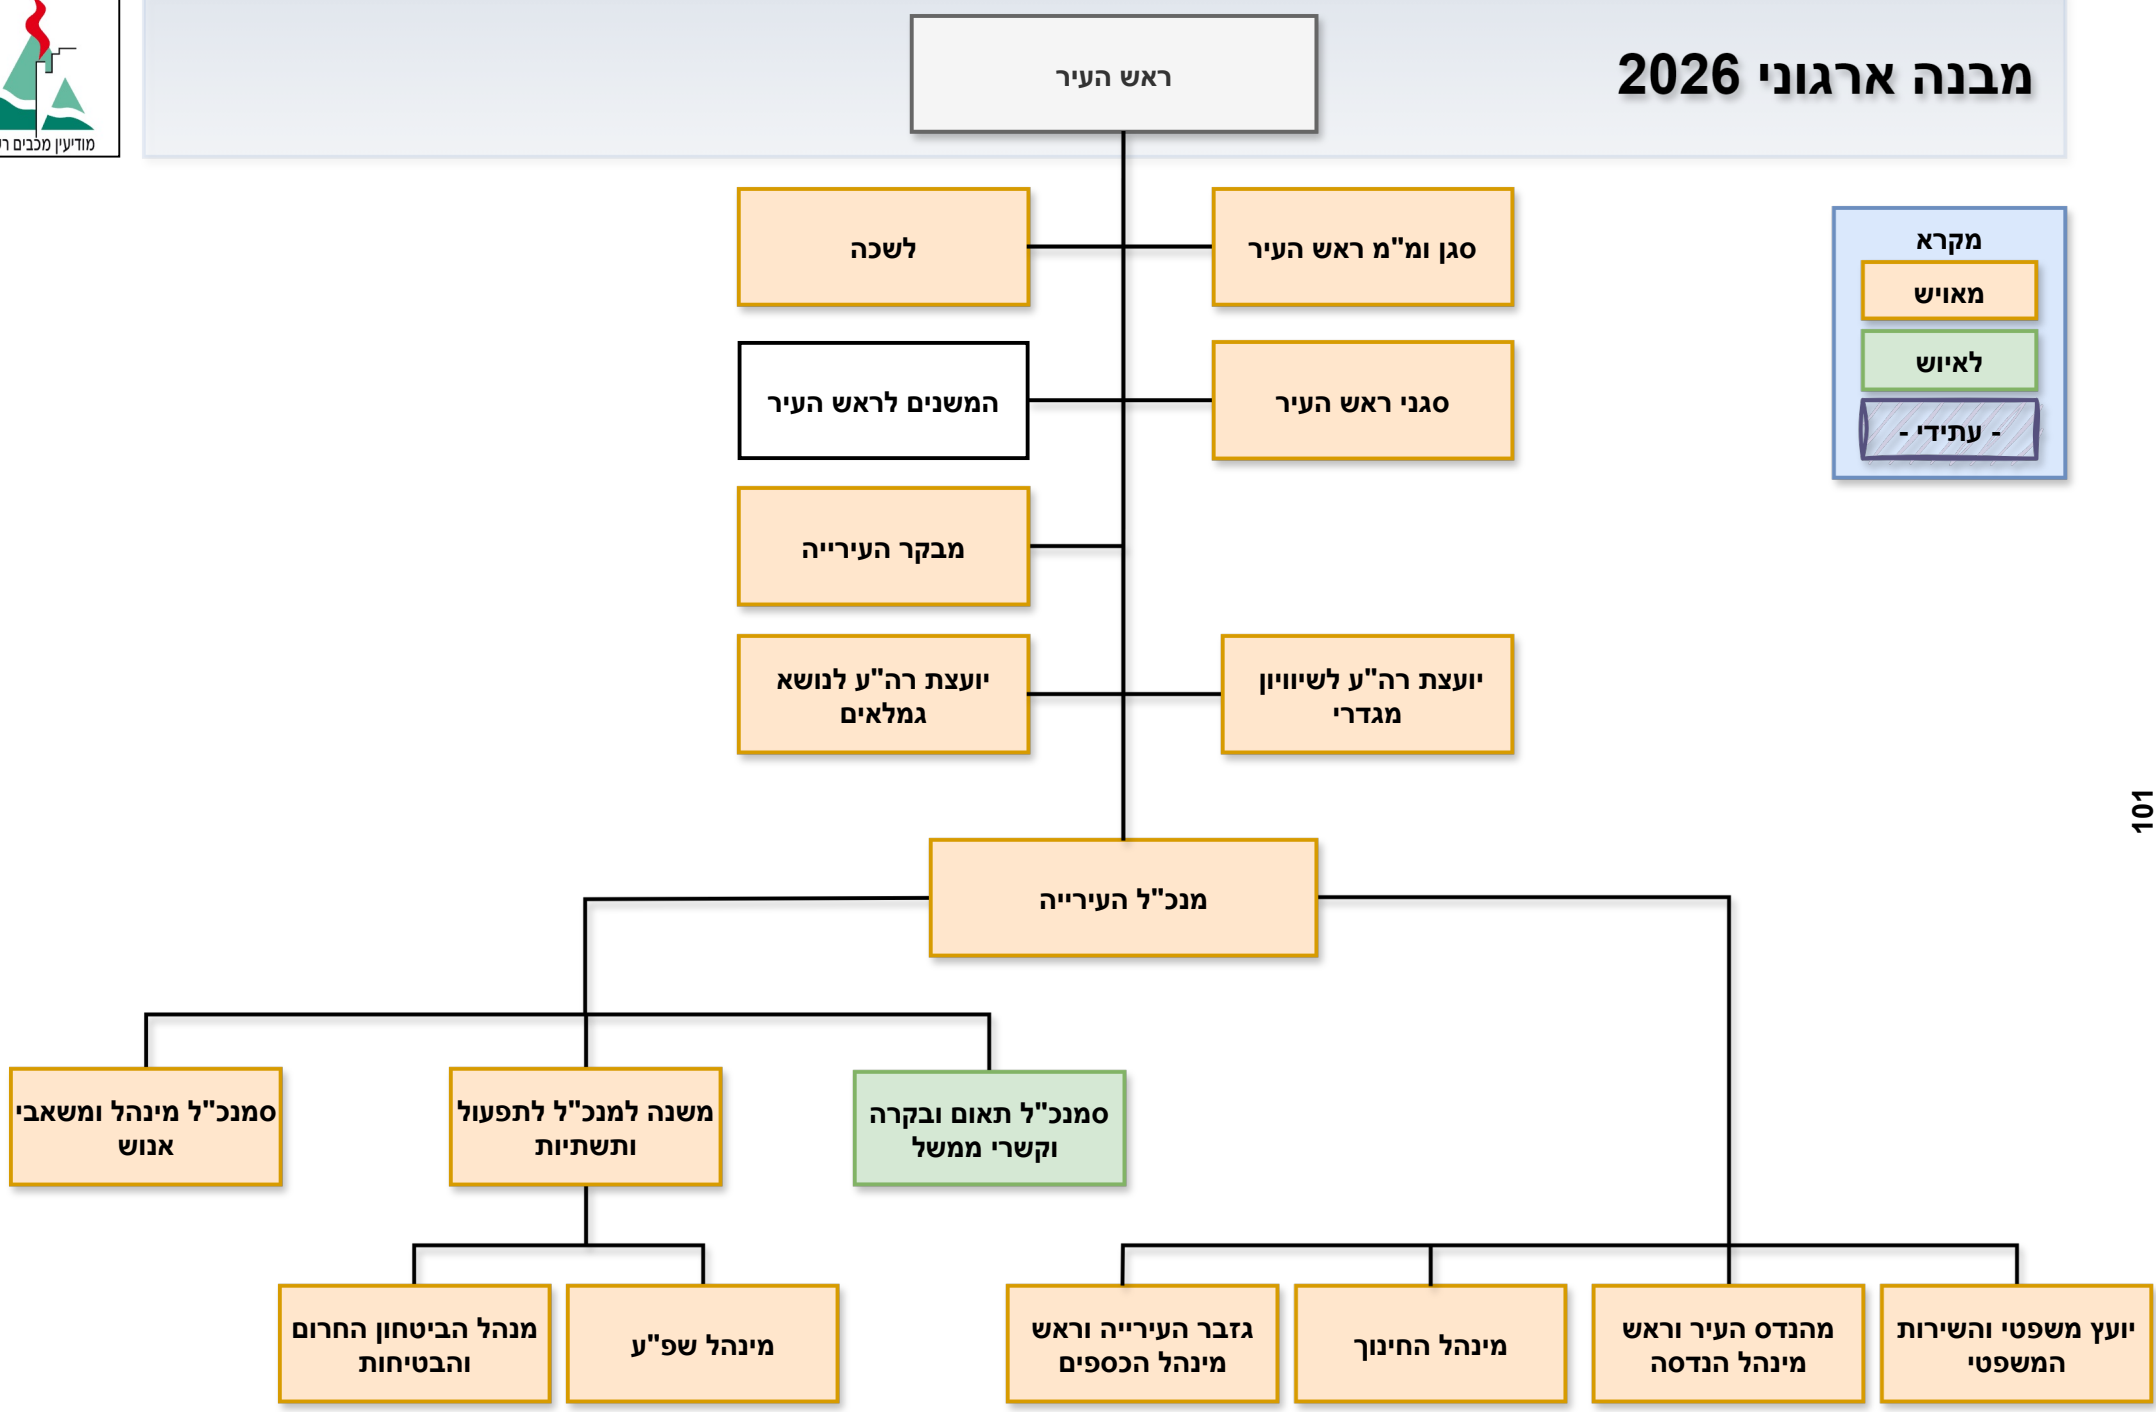 מבנה ארגוני 2026
ראש העיר
מודיעין מכבים
סגן ומ"מ ראש העיר
לשכה
מקרא
מאויש
לאיוש
- עתידי -
סגני ראש העיר
המשנים לראש העיר
מבקר העירייה
יועצת רה"ע לשיוויון
מגדרי
יועצת רה"ע לנושא
גמלאים
101
מנכ"ל העירייה
סמנכ"ל תאום ובקרה
וקשרי ממשל
משנה למנכ"ל לתפעול
ותשתיות
סמנכ"ל מינהל ומשאבי
אנוש
יועץ משפטי והשירות
המשפטי
מהנדס העיר וראש
מינהל הנדסה
מינהל החינוך
גזבר העירייה וראש
מינהל הכספים
מינהל שפ"ע
מנהל הביטחון החרום
והבטיחות